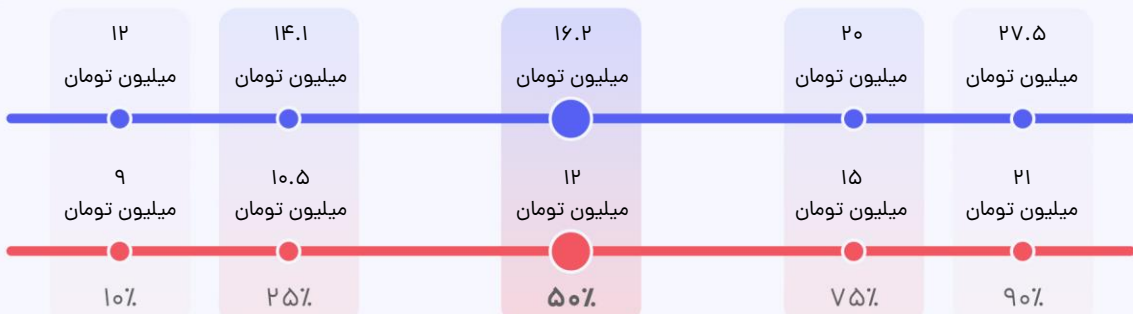 ۱۲ ۱۴.۱ ۱۶.۲ ۲۰ ۲۷.۵
میلیون تومان میلیون تومان میلیون تومان میلیون تومان میلیون تومان
۹ ۱۰.۵ ۱۲ ۱۵ ۲۱
میلیون تومان میلیون تومان میلیون تومان میلیون تومان میلیون تومان
۱۰٪ ۲۵٪ ۵۰٪ ۷۵٪ ۹۰٪